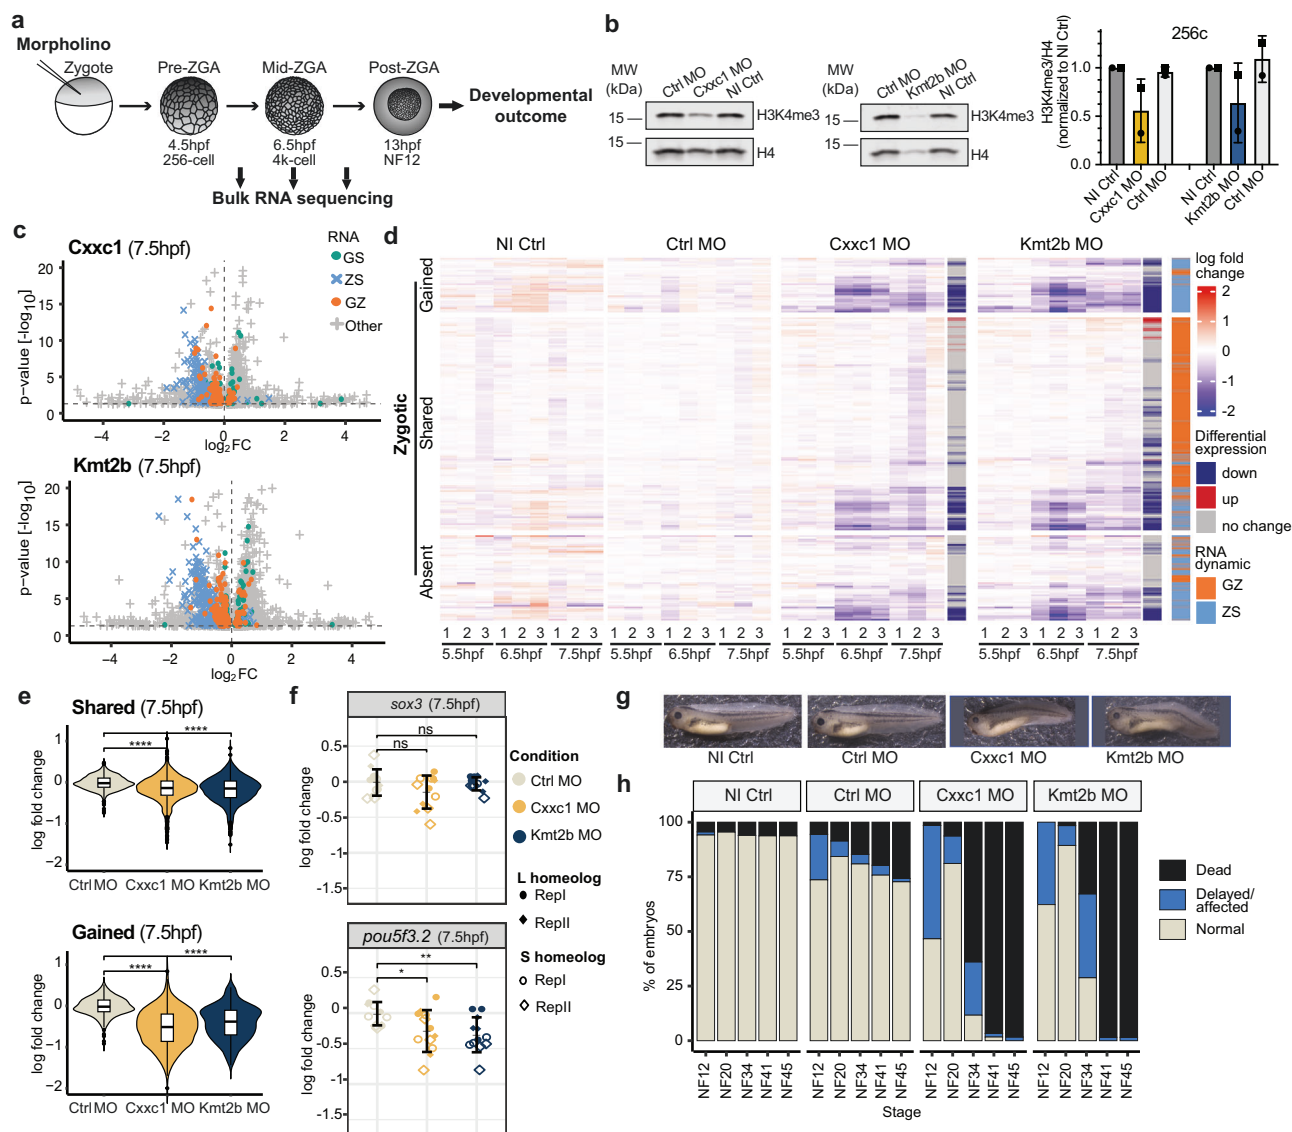 a
Morpholino
Zygote
Pre-ZGA
Mid-ZGA
Post-ZGA
4.5hpf
256-cell
6.5hpf
4k-cell
13hpf
NF12
Developmental
outcome
Bulk RNA sequencing
b
MW
(kDa)
Ctrl MO
Cxxc1 MO
NI Ctrl
15
H3K4me3
15
H4
MW
(kDa)
Ctrl MO
Kmt2b MO
NI Ctrl
15
H3K4me3
15
H4
256c
H3K4me3/H4
(normalized to NI Ctrl)
1.0
0.5
0.0
NI Ctrl
Cxxc1 MO
Ctrl MO
NI Ctrl
Kmt2b MO
Ctrl MO
c
Cxxc1 (7.5hpf)
RNA
GS
ZS
GZ
Other
p-value [-log10]
20
15
10
5
0
-4 -2 0 2 4
log2FC
Kmt2b (7.5hpf)
p-value [-log10]
20
15
10
5
0
-4 -2 0 2 4
log2FC
d
NI Ctrl
Ctrl MO
Cxxc1 MO
Kmt2b MO
Zygotic
Gained
Shared
Absent
1 2 3 1 2 3 1 2 3
5.5hpf 6.5hpf 7.5hpf
1 2 3 1 2 3 1 2 3
5.5hpf 6.5hpf 7.5hpf
1 2 3 1 2 3 1 2 3
5.5hpf 6.5hpf 7.5hpf
1 2 3 1 2 3 1 2 3
5.5hpf 6.5hpf 7.5hpf
log fold
change
2
1
0
-1
-2
Differential
expression
down
up
no change
RNA
dynamic
GZ
ZS
e
Shared (7.5hpf)
log fold change
1
0
-1
-2
****
****
Ctrl MO Cxxc1 MO Kmt2b MO
Gained (7.5hpf)
log fold change
1
0
-1
-2
****
****
Ctrl MO Cxxc1 MO Kmt2b MO
f
sox3 (7.5hpf)
log fold change
0.5
0
-0.5
-1
-1.5
ns
ns
pou5f3.2 (7.5hpf)
log fold change
0.5
0
-0.5
-1
-1.5
**
*
Condition
Ctrl MO
Cxxc1 MO
Kmt2b MO
L homeolog
RepI
RepII
S homeolog
RepI
RepII
g
NI Ctrl
Ctrl MO
Cxxc1 MO
Kmt2b MO
h
NI Ctrl
Ctrl MO
Cxxc1 MO
Kmt2b MO
% of embryos
100
75
50
25
0
NF12 NF20 NF34 NF41 NF45
NF12 NF20 NF34 NF41 NF45
NF12 NF20 NF34 NF41 NF45
NF12 NF20 NF34 NF41 NF45
Stage
Dead
Delayed/
affected
Normal